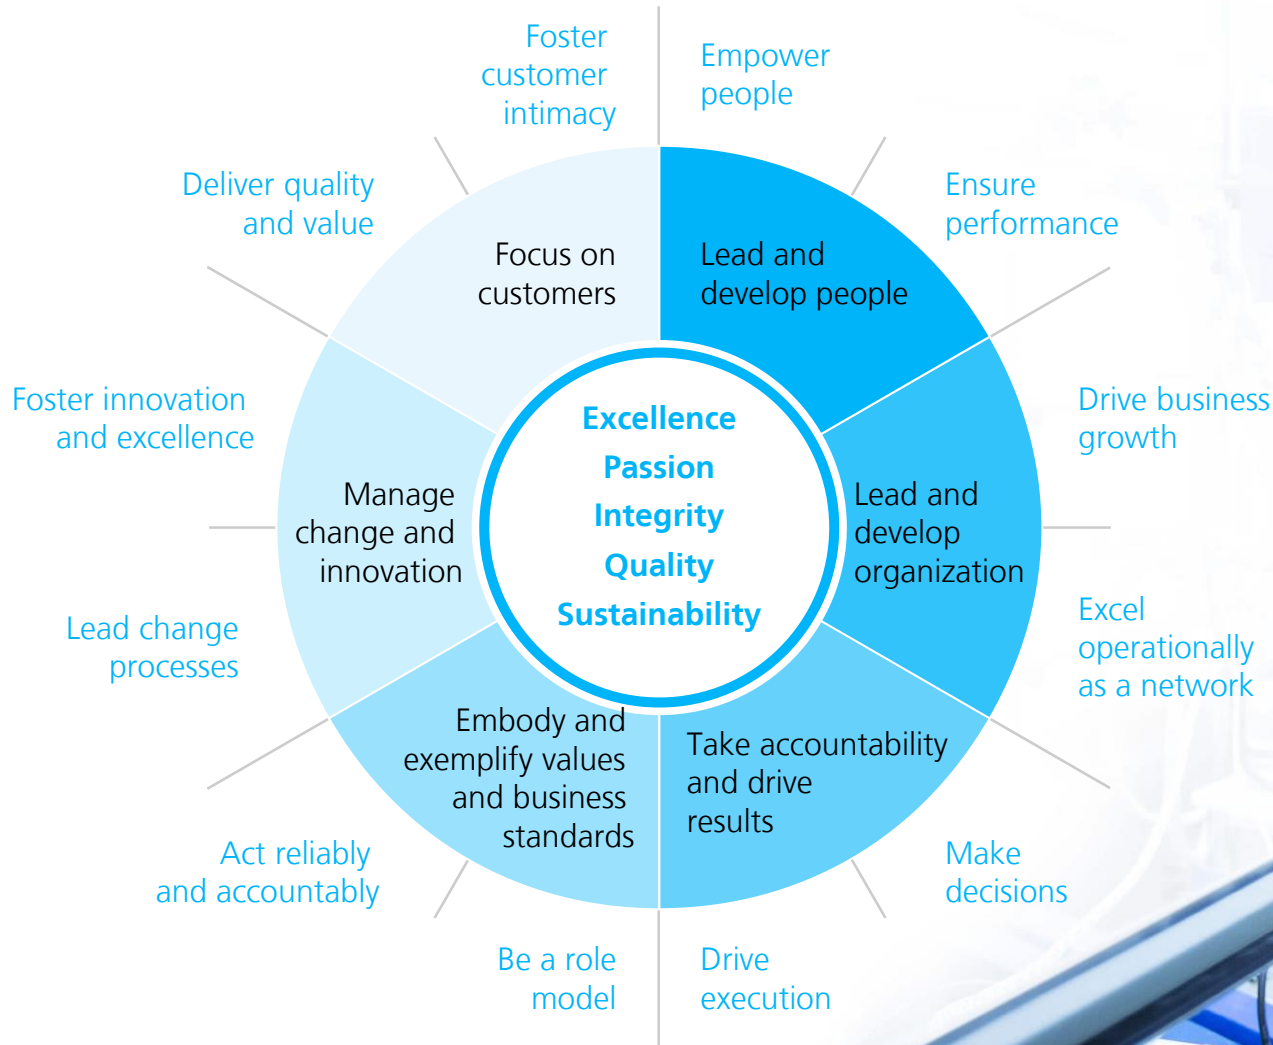 Foster
customer
intimacy
Empower
people
Deliver quality
and value
Ensure
performance
Focus on
customers
Lead and
develop people
Foster innovation
and excellence
Drive business
growth
Excellence
Passion
Integrity
Quality
Sustainability
Manage
change and
innovation
Lead and
develop
organization
Lead change
processes
Excel
operationally
as a network
Embody and
exemplify values
and business
standards
Take accountability
and drive
results
Act reliably
and accountably
Make
decisions
Be a role
model
Drive
execution